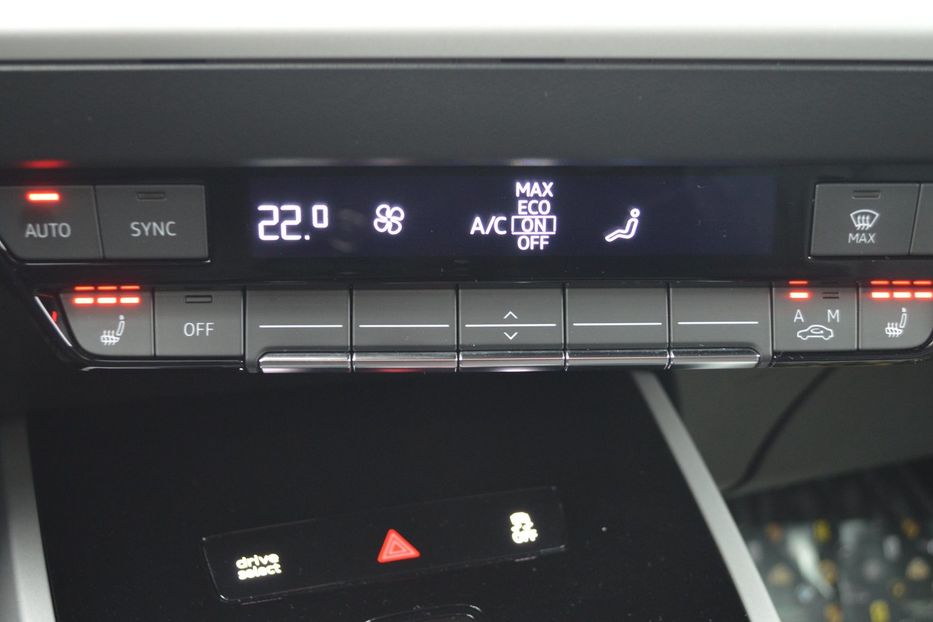 MAX
ECO
22.0 A/C ON
OFF
AUTO SYNC MAX
OFF A M
drive
select
OFF